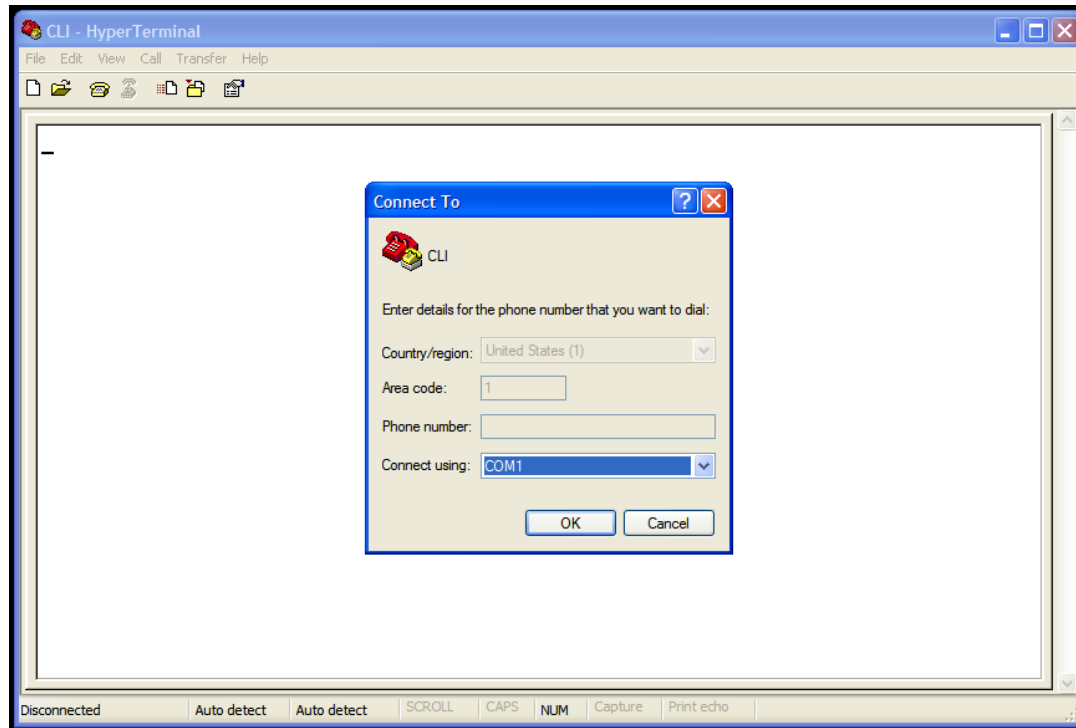 CLI - HyperTerminal
File Edit View Call Transfer Help
Connect To
?
CLI
Enter details for the phone number that you want to dial:
Country/region: United States (1)
Area code: 1
Phone number:
Connect using: COM1
OK Cancel
Disconnected Auto detect Auto detect SCROLL CAPS NUM Capture Print echo